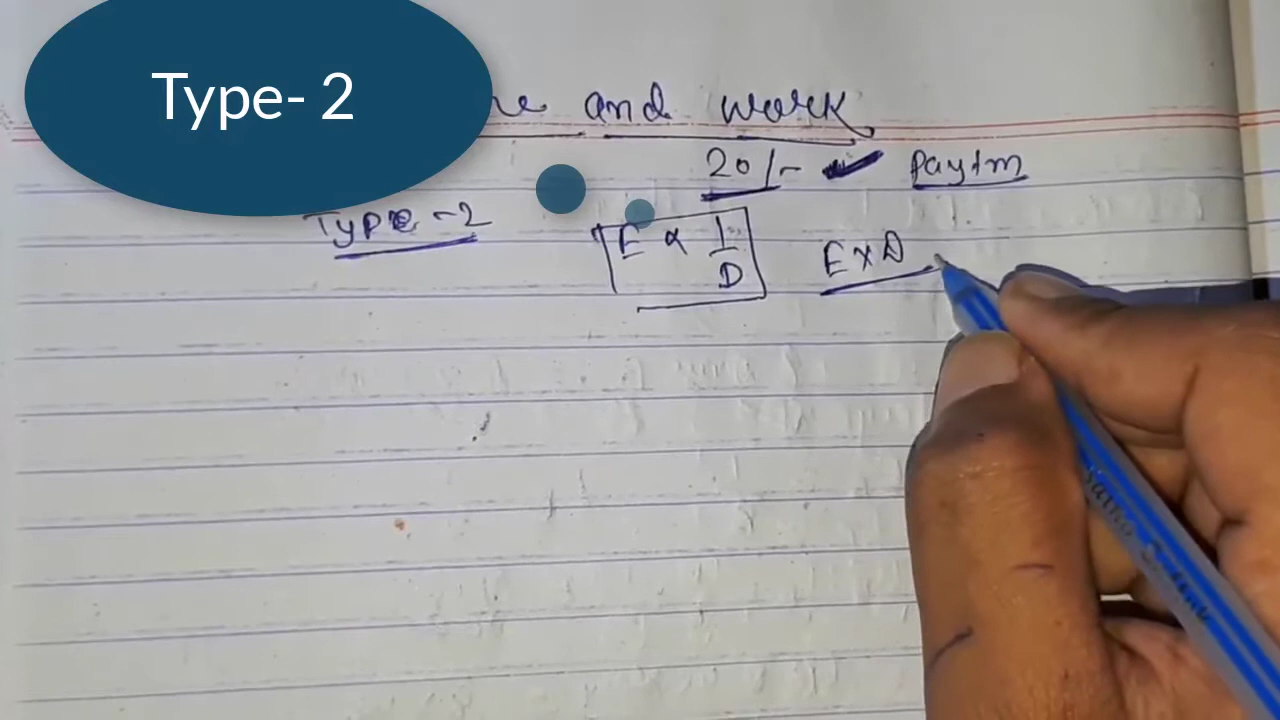 Type- 2
and work
20/- Paytm
Type -2
E ∝ 1/D
E×D